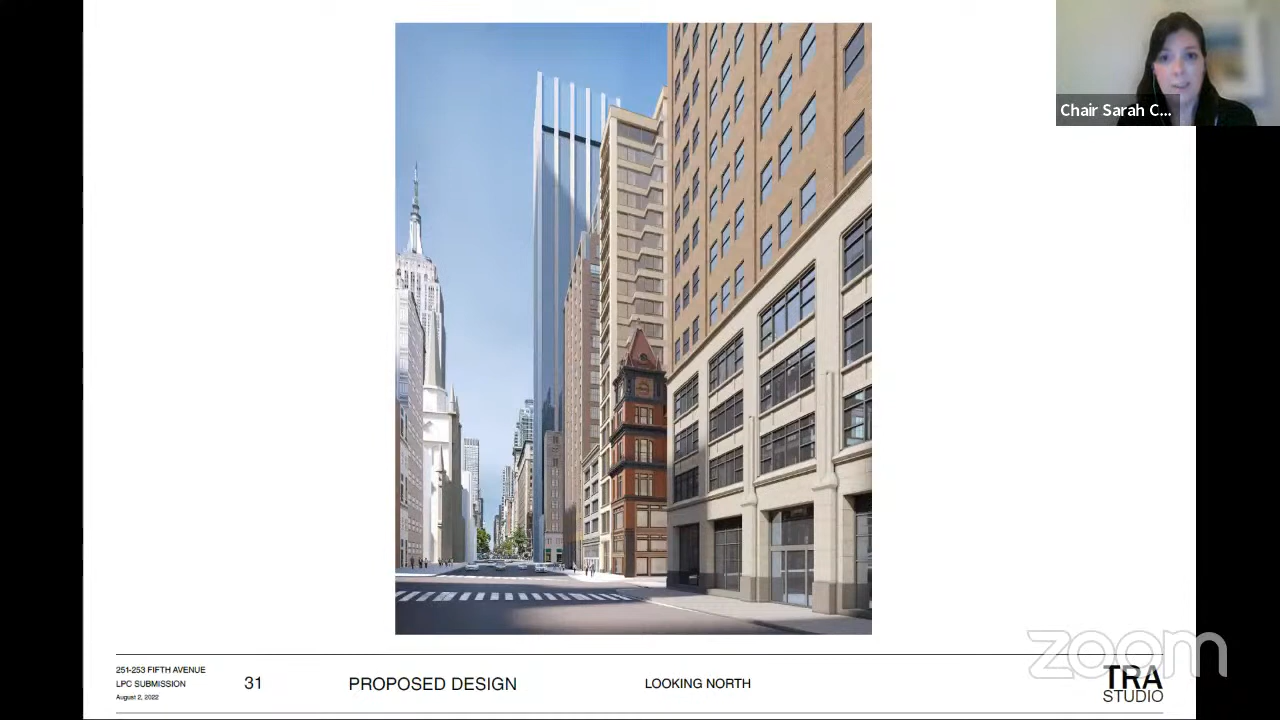 Chair Sarah C...
251-253 FIFTH AVENUE
LPC SUBMISSION
August 2, 2022
31
PROPOSED DESIGN
LOOKING NORTH
zoom
TRA
STUDIO